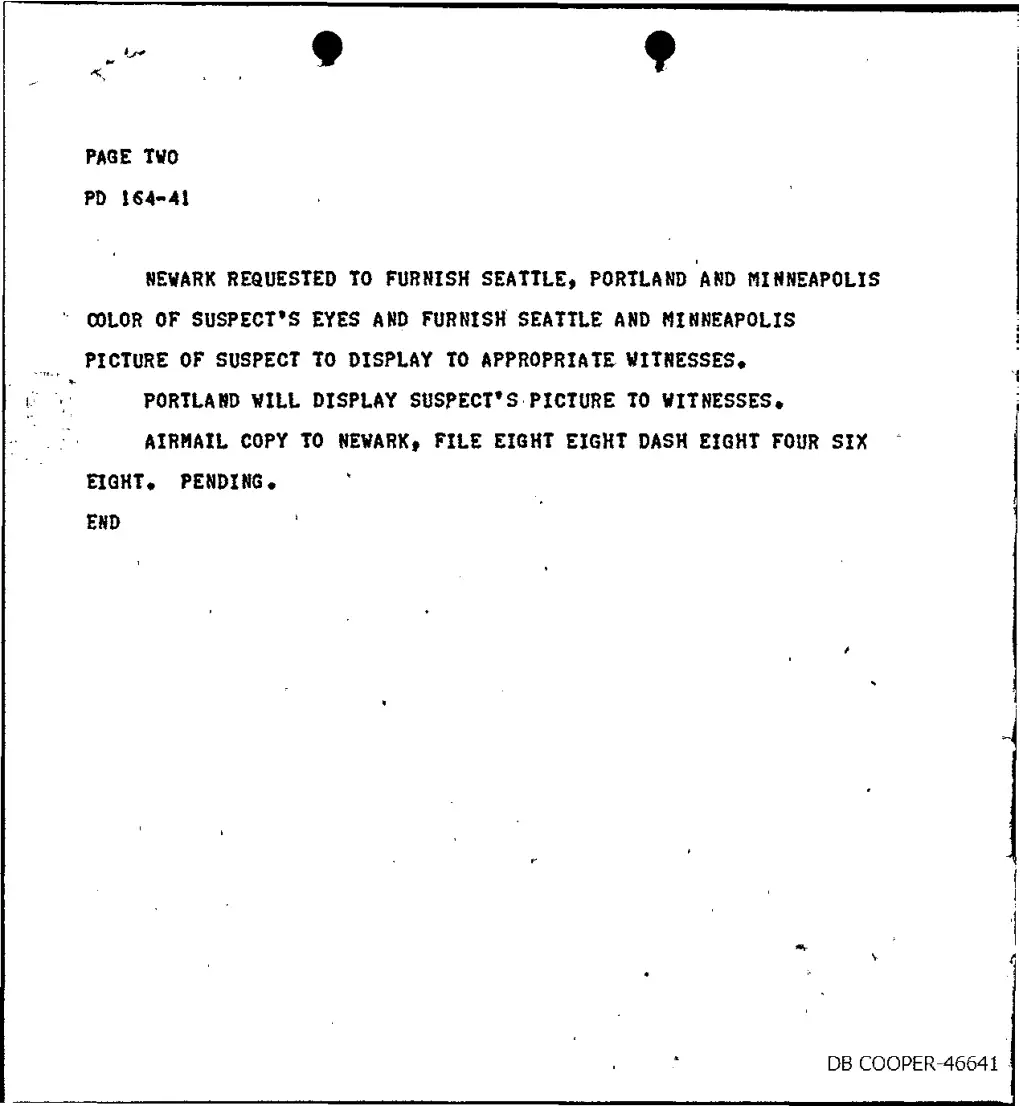 PAGE TWO
PD 164-41
NEWARK REQUESTED TO FURNISH SEATTLE, PORTLAND AND MINNEAPOLIS
COLOR OF SUSPECT'S EYES AND FURNISH SEATTLE AND MINNEAPOLIS
PICTURE OF SUSPECT TO DISPLAY TO APPROPRIATE WITNESSES.
PORTLAND WILL DISPLAY SUSPECT'S PICTURE TO WITNESSES.
AIRMAIL COPY TO NEWARK, FILE EIGHT EIGHT DASH EIGHT FOUR SIX
EIGHT. PENDING.
END
DB COOPER-46641